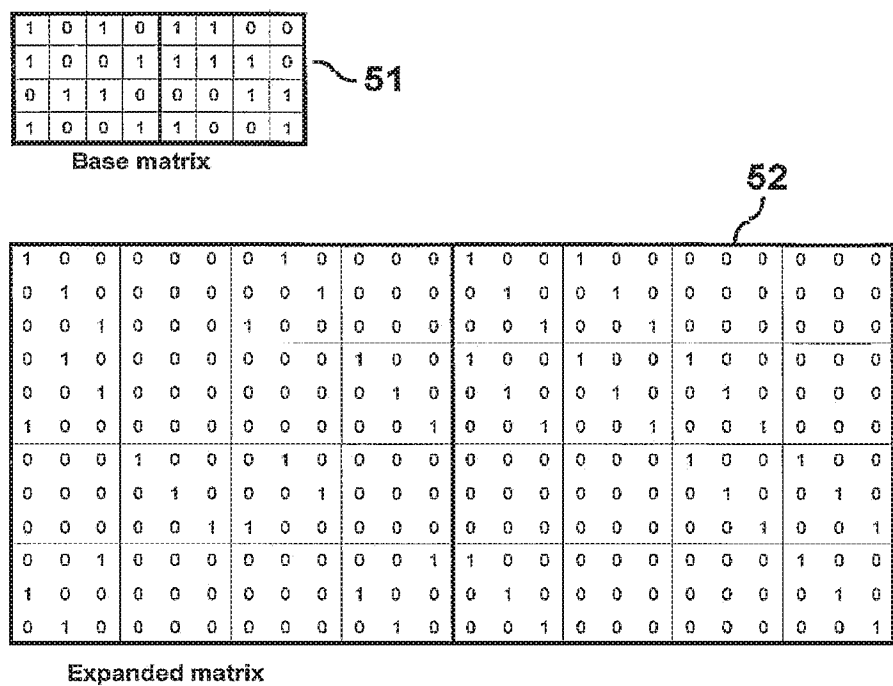 1 0 1 0 1 1 0 0
1 0 0 1 1 1 1 0
0 1 1 0 0 0 1 1
1 0 0 1 1 0 0 1
51
Base matrix
52
1 0 0 0 0 0 0 1 0 0 0 0 1 0 0 1 0 0 0 0 0 0 0 0
0 1 0 0 0 0 0 0 1 0 0 0 0 1 0 0 1 0 0 0 0 0 0 0
0 0 1 0 0 0 1 0 0 0 0 0 0 0 1 0 0 1 0 0 0 0 0 0
0 1 0 0 0 0 0 0 0 1 0 0 1 0 0 1 0 0 1 0 0 0 0 0
0 0 1 0 0 0 0 0 0 0 1 0 0 1 0 0 1 0 0 1 0 0 0 0
1 0 0 0 0 0 0 0 0 0 0 1 0 0 1 0 0 1 0 0 1 0 0 0
0 0 0 1 0 0 0 1 0 0 0 0 0 0 0 0 0 0 1 0 0 1 0 0
0 0 0 0 1 0 0 0 1 0 0 0 0 0 0 0 0 0 0 1 0 0 1 0
0 0 0 0 0 1 1 0 0 0 0 0 0 0 0 0 0 0 0 0 1 0 0 1
0 0 1 0 0 0 0 0 0 0 0 1 1 0 0 0 0 0 0 0 0 1 0 0
1 0 0 0 0 0 0 0 0 1 0 0 0 1 0 0 0 0 0 0 0 0 1 0
0 1 0 0 0 0 0 0 0 0 1 0 0 0 1 0 0 0 0 0 0 0 0 1
Expanded matrix